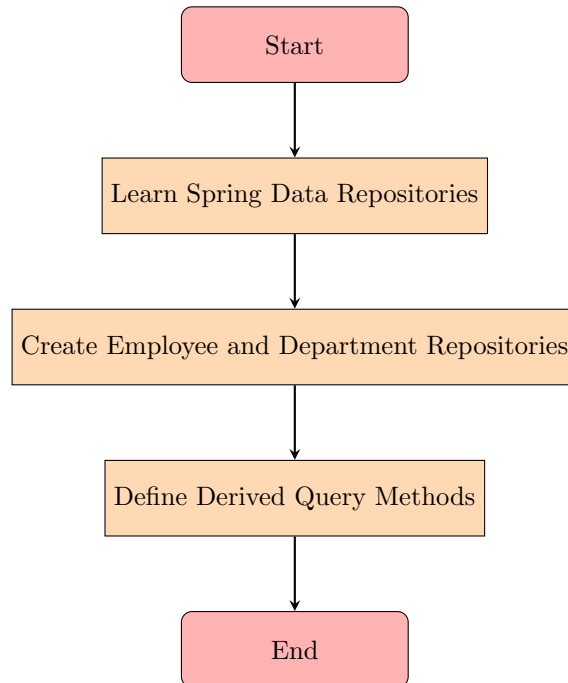 Start
Learn Spring Data Repositories
Create Employee and Department Repositories
Define Derived Query Methods
End